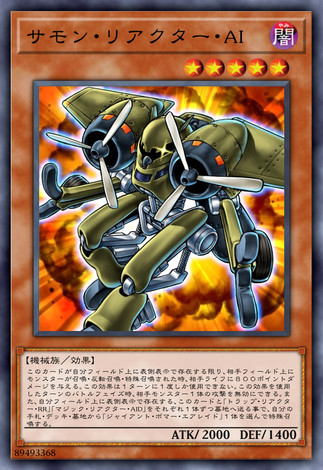 サモン・リアクター・AI
闇
やみ
【機械族／効果】
このカードが自分フィールド上に表側表示で存在する限り、相手フィールド上に
モンスターが召喚・反転召喚・特殊召喚された時、相手ライフに８００ポイントダ
メージを与える。この効果は１ターンに１度しか使用できない。この効果を使用し
たターンのバトルフェイズ時、相手モンスター１体の攻撃を無効にできる。ま
た、自分フィールド上に表側表示で存在する、このカードと「トラップ・リアクタ
ー・RR」「マジック・リアクター・AID」をそれぞれ１体ずつ墓地へ送る事で、自分の
手札・デッキ・墓地から「ジャイアント・ボマー・エアレイド」１体を選んで特殊召
喚する。
ATK/ 2000 DEF/1400
89493368